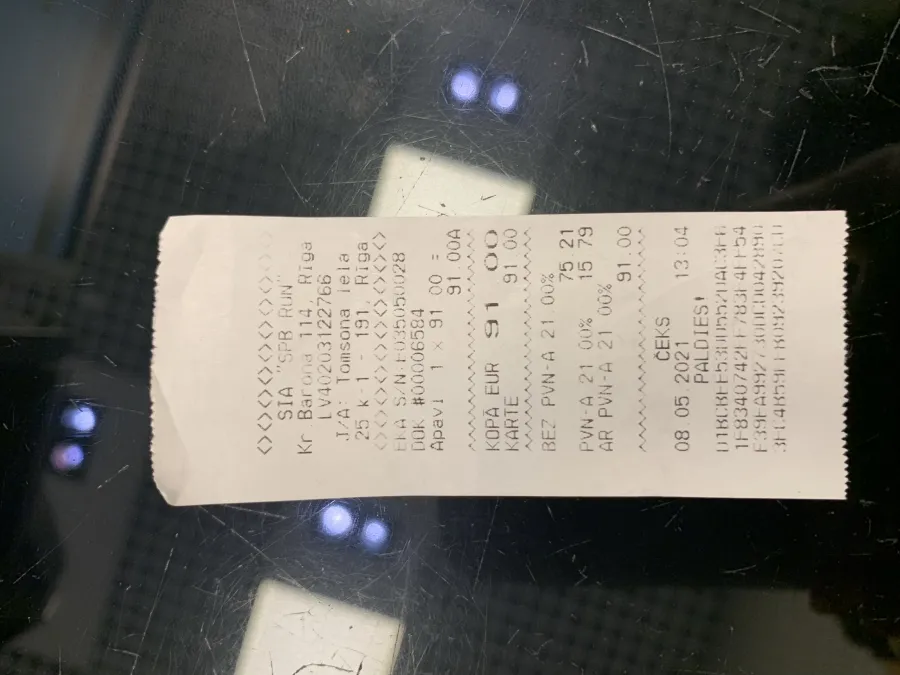 <><><><><><><><><><>
SIA "SPB RUN"
Kr.Barona 114, Rīga
LV40203122766
J/A: Tomsona iela
25 k-1 - 191, Rīga
<><><><><><><><><><>
EKA S/N:F035050028
DOK #00006584
Apavi 1 x 91.00 =
91.00A
KOPĀ EUR 91.00
KARTE 91.00
BEZ PVN-A 21.00%
75.21
PVN-A 21.00% 15.79
AR PVN-A 21.00%
91.00
ČEKS
08.05.2021 13:04
PALDIES!